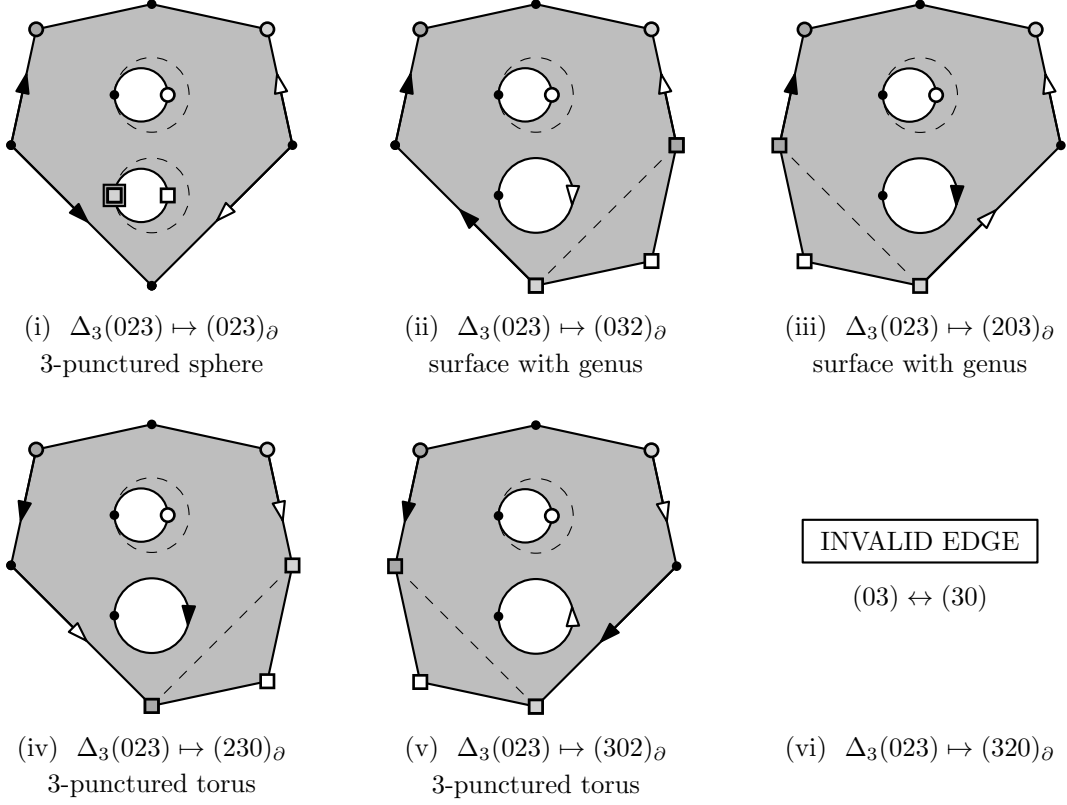 (i) Δ₃(023) ↦ (023)∂
3-punctured sphere
(ii) Δ₃(023) ↦ (032)∂
surface with genus
(iii) Δ₃(023) ↦ (203)∂
surface with genus
INVALID EDGE
(03) ↔ (30)
(iv) Δ₃(023) ↦ (230)∂
3-punctured torus
(v) Δ₃(023) ↦ (302)∂
3-punctured torus
(vi) Δ₃(023) ↦ (320)∂